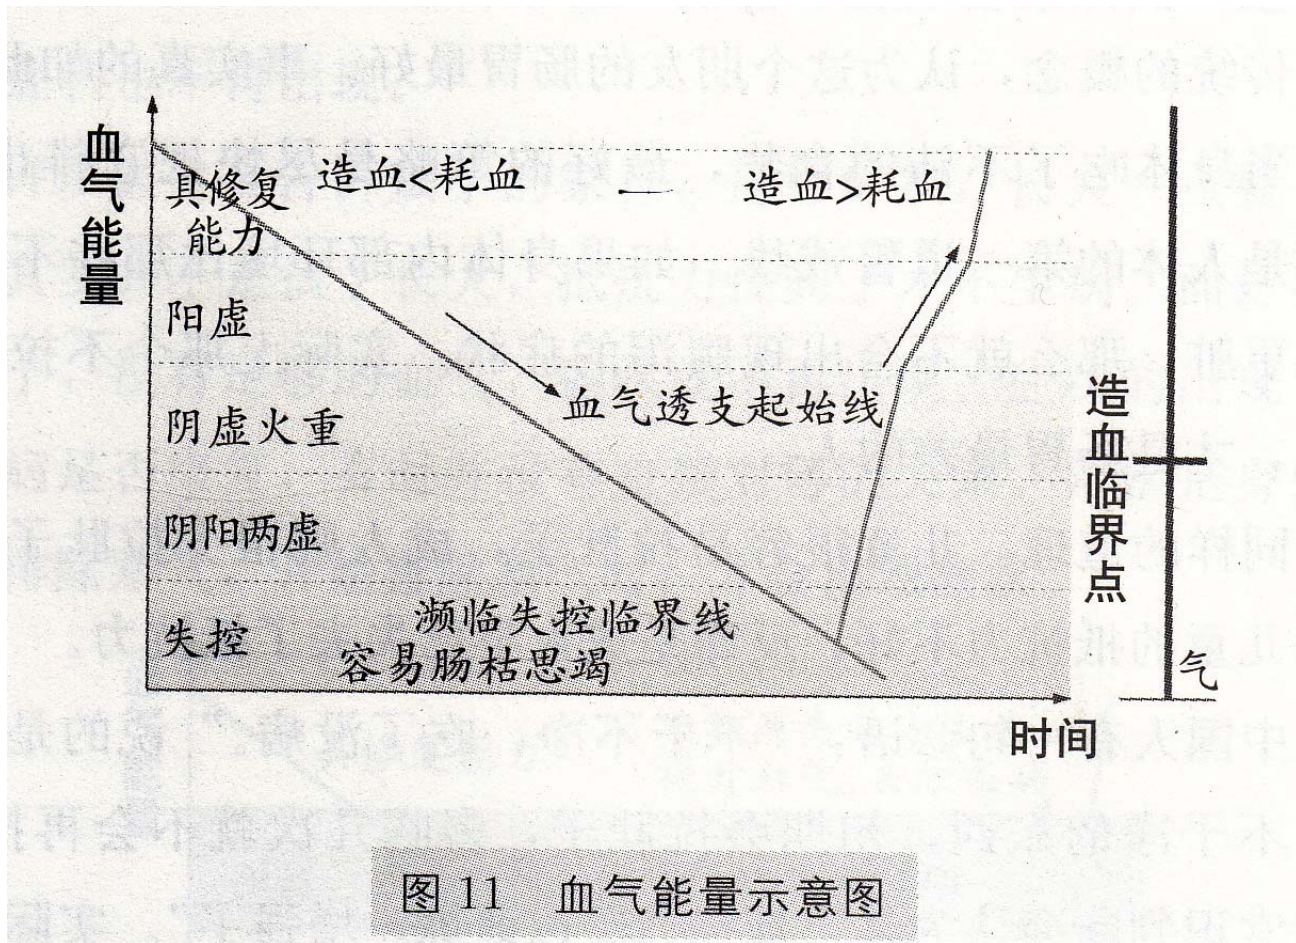 血气能量
具修复
能力
造血<耗血
—
造血>耗血
阳虚
血气透支起始线
阴虚火重
阴阳两虚
失控
濒临失控临界线
容易肠枯思竭
造血临界点
气
时间
图 11 血气能量示意图